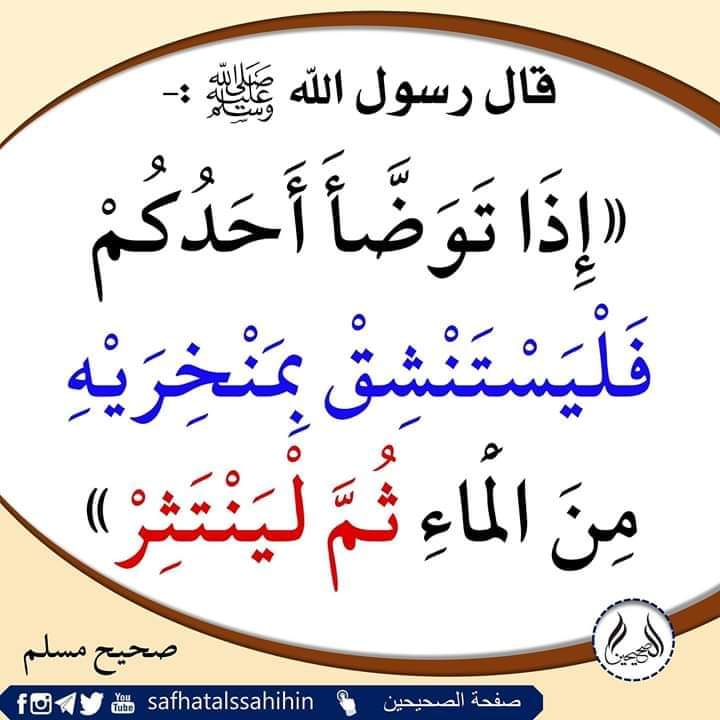 قال رسول الله ﷺ :-
«إِذَا تَوَضَّأَ أَحَدُكُمْ
فَلْيَسْتَنْشِقْ بِمَنْخِرَيْهِ
مِنَ الْمَاءِ ثُمَّ لْيَنْتَثِرْ»
الصحيحين
صحيح مسلم
You Tube safhatalssahihin صفحة الصحيحين